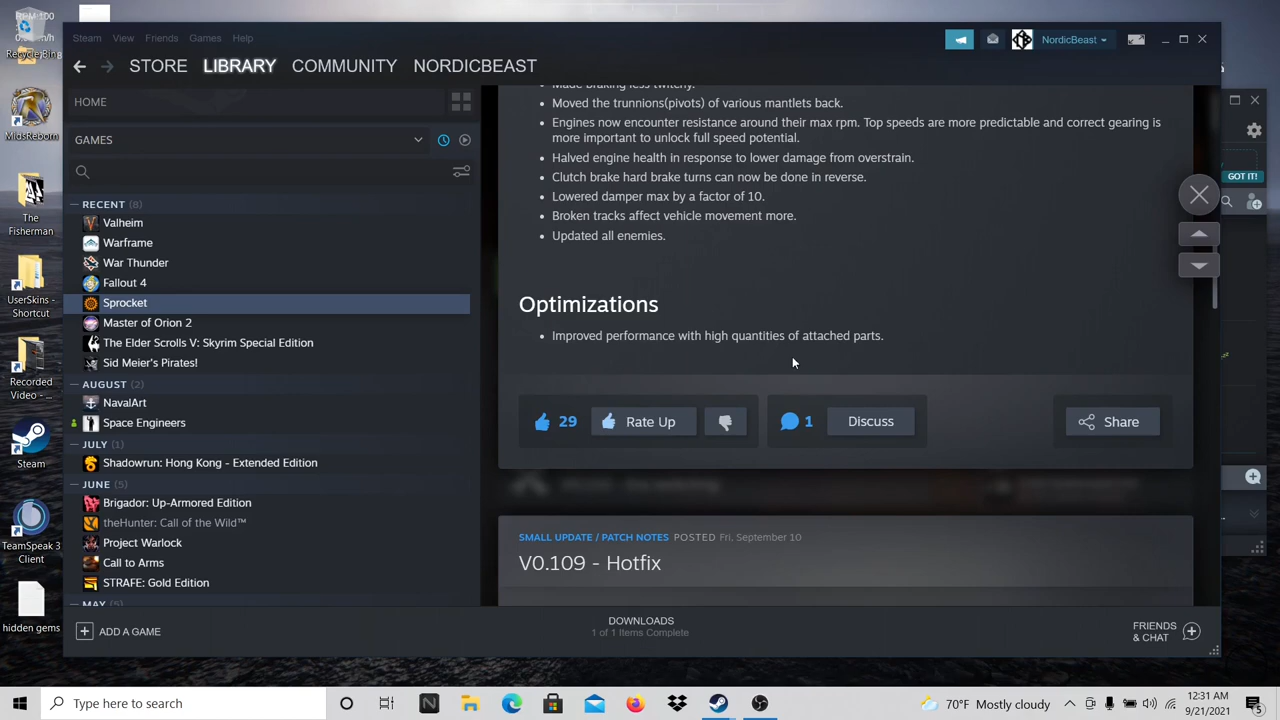 Recycle Bin
MidsReborn
The
Fisherman
UserSkins -
Shortcut
Recorded
Video - ...
Steam
TeamSpeak 3
Client
hidden gems
Steam View Friends Games Help
NORDICBEAST
NordicBeast
STORE LIBRARY COMMUNITY NORDICBEAST
HOME
GAMES
RECENT (8)
Valheim
Warframe
War Thunder
Fallout 4
Sprocket
Master of Orion 2
The Elder Scrolls V: Skyrim Special Edition
Sid Meier's Pirates!
AUGUST (2)
NavalArt
Space Engineers
JULY (1)
Shadowrun: Hong Kong - Extended Edition
JUNE (5)
Brigador: Up-Armored Edition
theHunter: Call of the Wild™
Project Warlock
Call to Arms
STRAFE: Gold Edition
MAY (5)
Made braking less twitchy.
• Moved the trunnions(pivots) of various mantlets back.
• Engines now encounter resistance around their max rpm. Top speeds are more predictable and correct gearing is
more important to unlock full speed potential.
• Halved engine health in response to lower damage from overstrain.
• Clutch brake hard brake turns can now be done in reverse.
• Lowered damper max by a factor of 10.
• Broken tracks affect vehicle movement more.
• Updated all enemies.
Optimizations
• Improved performance with high quantities of attached parts.
29 Rate Up 1 Discuss Share
SMALL UPDATE / PATCH NOTES POSTED Fri, September 10
V0.109 - Hotfix
GOT IT!
ADD A GAME
DOWNLOADS
1 of 1 Items Complete
FRIENDS
& CHAT
Type here to search
70°F Mostly cloudy
12:31 AM
9/21/2021
5